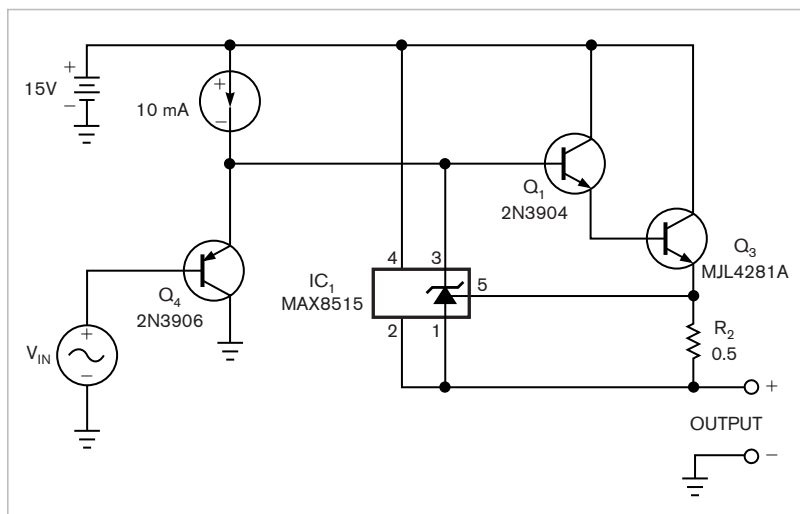 +
15V
−
+
10 mA
−
Q1
2N3904
Q3
MJL4281A
4
3
IC1
MAX8515
5
2
1
Q4
2N3906
+
VIN
−
R2
0.5
+
OUTPUT
−